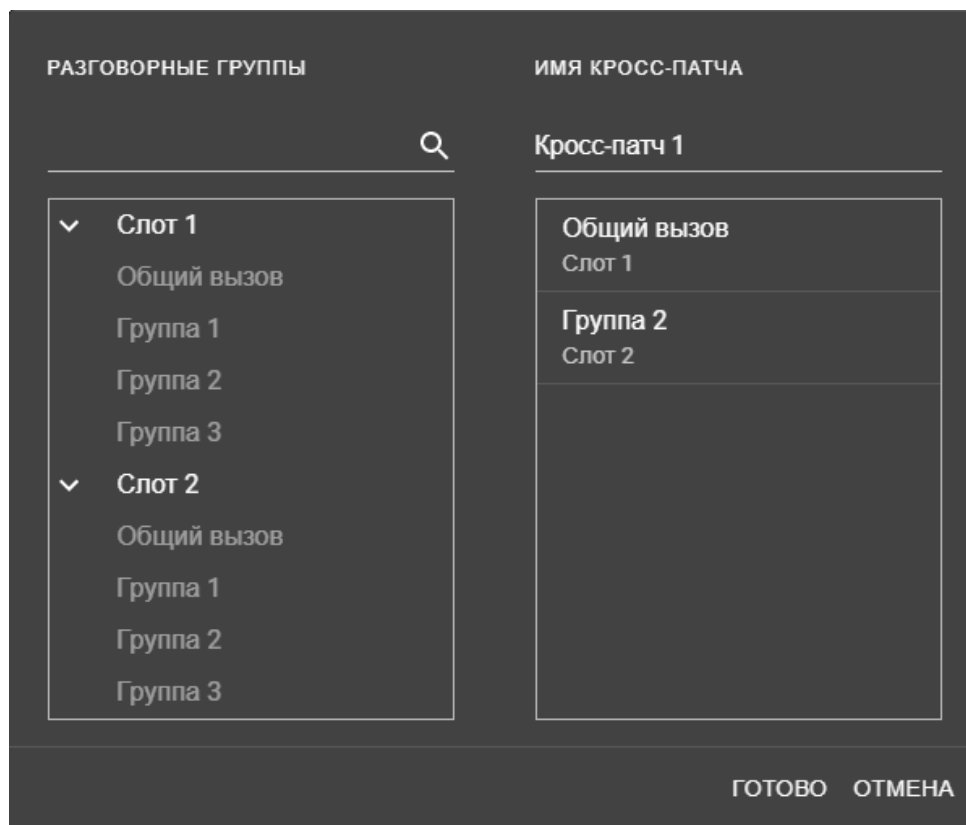 РАЗГОВОРНЫЕ ГРУППЫ
Слот 1
Общий вызов
Группа 1
Группа 2
Группа 3
Слот 2
Общий вызов
Группа 1
Группа 2
Группа 3
ИМЯ КРОСС-ПАТЧА
Кросс-патч 1
Общий вызов
Слот 1
Группа 2
Слот 2
ГОТОВО ОТМЕНА